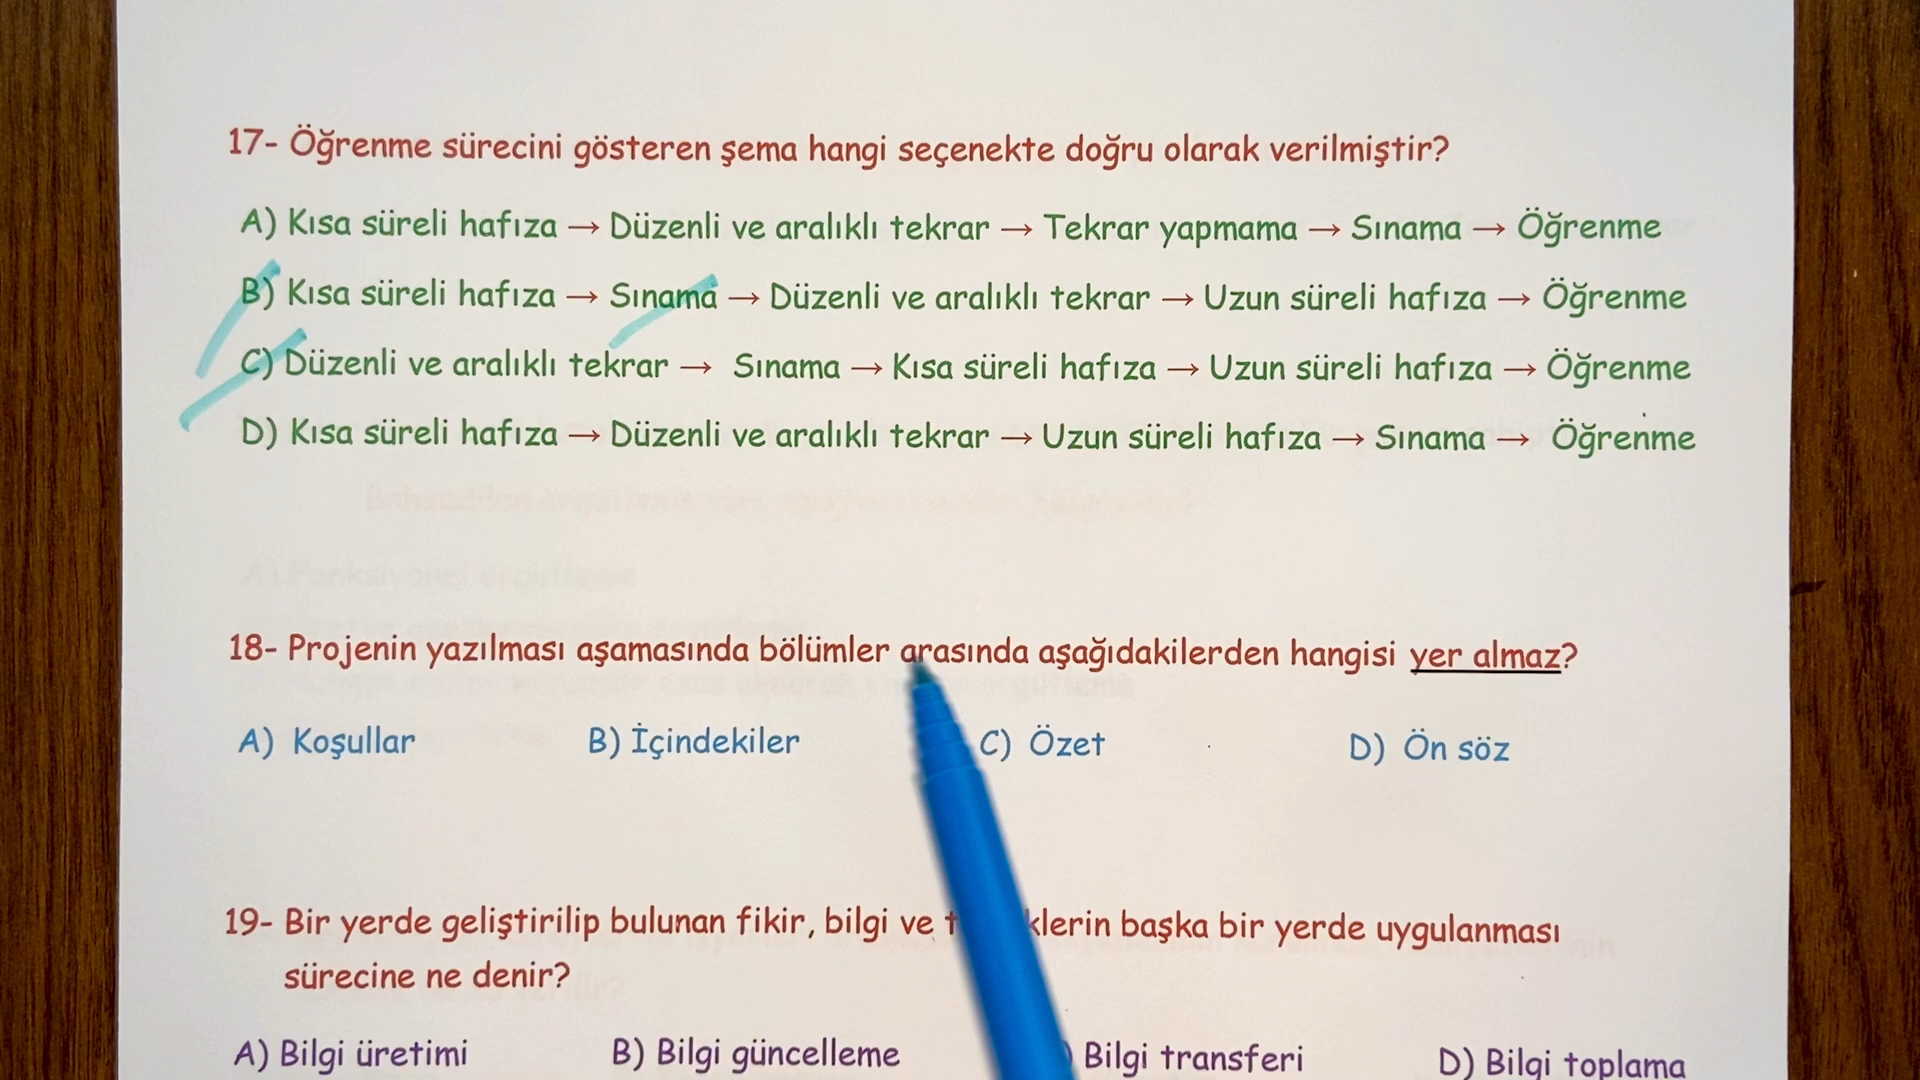 17- Öğrenme sürecini gösteren şema hangi seçenekte doğru olarak verilmiştir?
A) Kısa süreli hafıza → Düzenli ve aralıklı tekrar → Tekrar yapmama → Sınama → Öğrenme
B) Kısa süreli hafıza → Sınama → Düzenli ve aralıklı tekrar → Uzun süreli hafıza → Öğrenme
C) Düzenli ve aralıklı tekrar → Sınama → Kısa süreli hafıza → Uzun süreli hafıza → Öğrenme
D) Kısa süreli hafıza → Düzenli ve aralıklı tekrar → Uzun süreli hafıza → Sınama → Öğrenme
18- Projenin yazılması aşamasında bölümler arasında aşağıdakilerden hangisi yer almaz?
A) Koşullar B) İçindekiler C) Özet D) Ön söz
19- Bir yerde geliştirilip bulunan fikir, bilgi ve başka bir yerde uygulanması
sürecine ne denir?
A) Bilgi üretimi B) Bilgi güncelleme ) Bilgi transferi D) Bilgi toplama